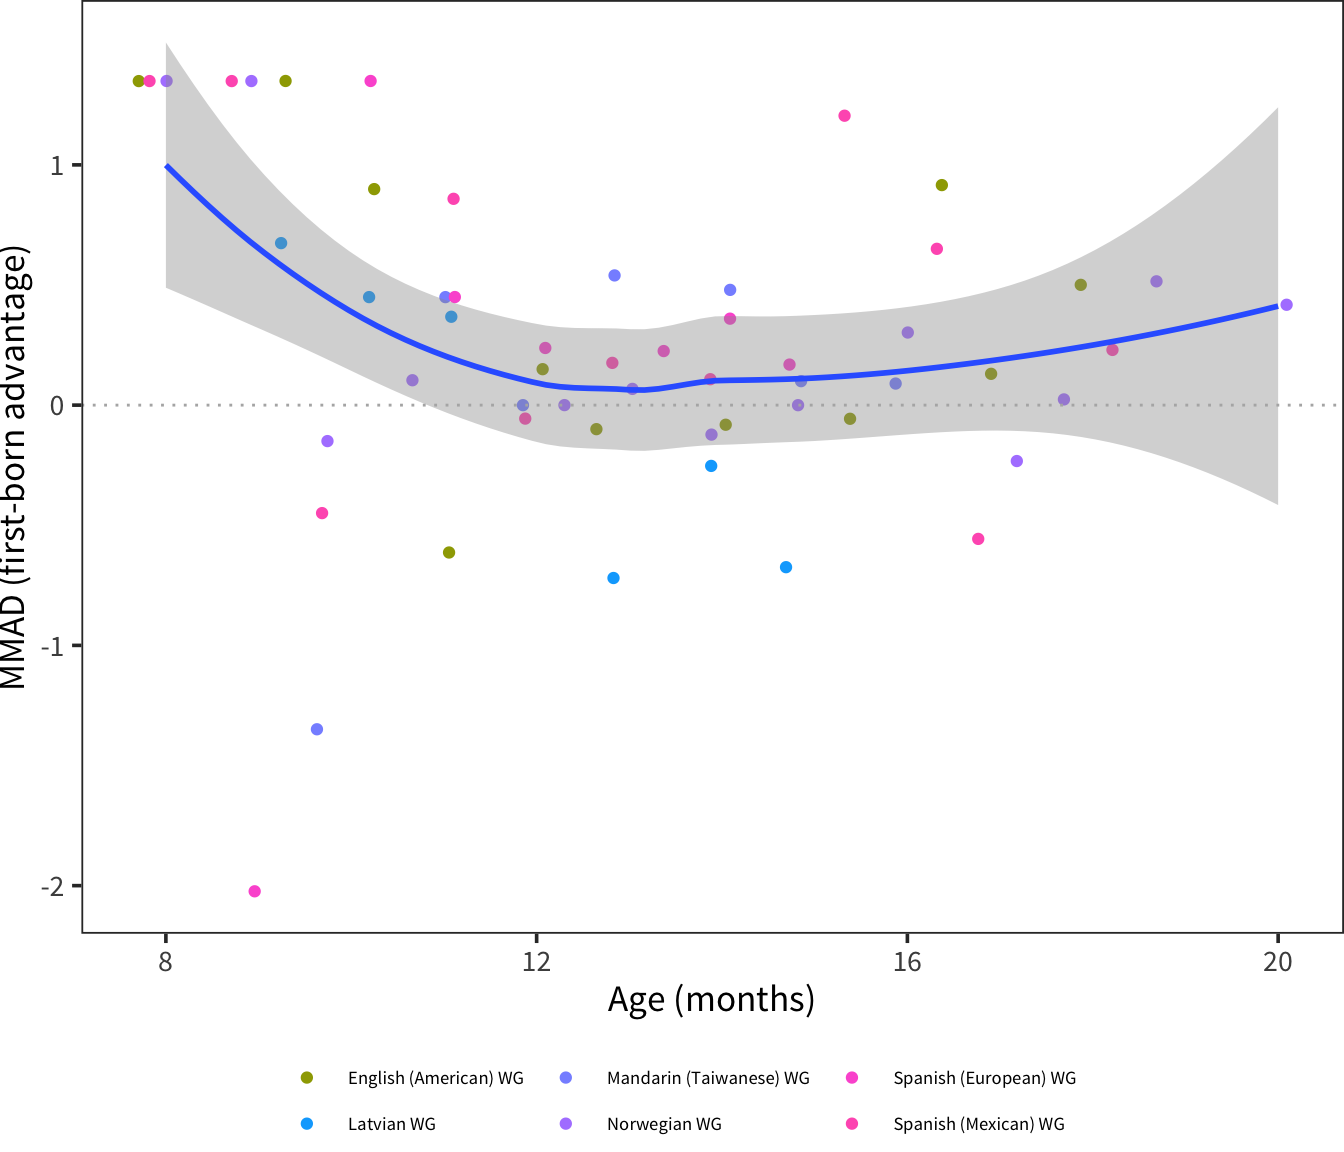 MMAD (first-born advantage)
1
0
-1
-2
8 12 16 20
Age (months)
English (American) WG Mandarin (Taiwanese) WG Spanish (European) WG
Latvian WG Norwegian WG Spanish (Mexican) WG